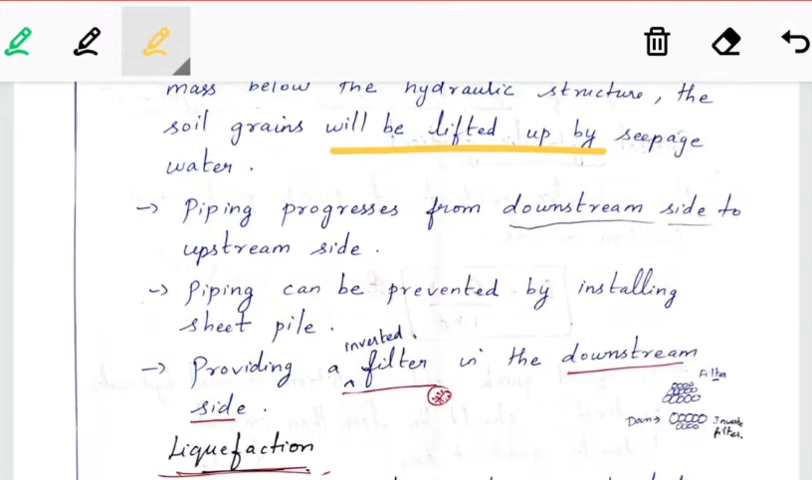 mass below the hydraulic structure, the
soil grains will be lifted up by seepage
water.
→ Piping progresses from downstream side to
upstream side.
→ Piping can be prevented by installing
sheet pile.
inverted.
→ Providing a filter in the downstream
side.
Filter
Dam
Inverte
filter.
Liquefaction